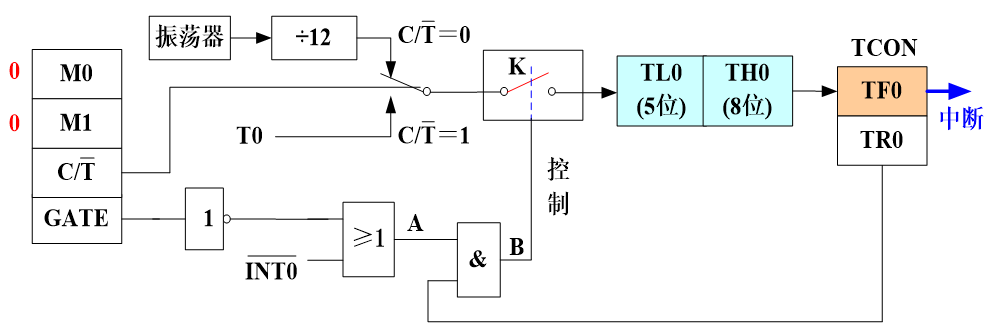 振荡器
÷12
C/T̅=0
TCON
0
M0
K
TL0
(5位)
TH0
(8位)
TF0
中断
0
M1
T0
C/T̅=1
TR0
C/T̅
控
制
GATE
1
≥1
A
I̅N̅T̅0̅
&
B